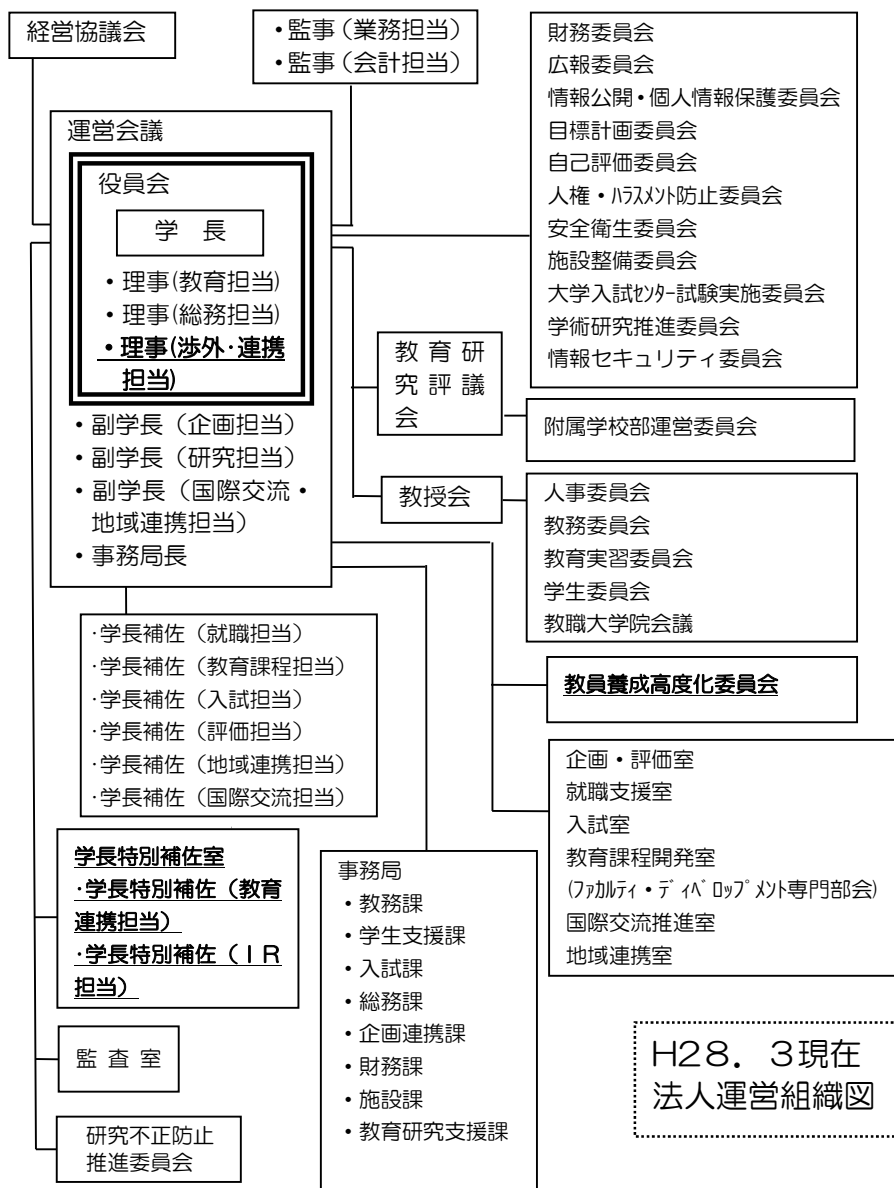 経営協議会
・監事（業務担当）
・監事（会計担当）
財務委員会
広報委員会
情報公開・個人情報保護委員会
目標計画委員会
自己評価委員会
人権・ﾊﾗｽﾒﾝﾄ防止委員会
安全衛生委員会
施設整備委員会
大学入試ｾﾝﾀｰ試験実施委員会
学術研究推進委員会
情報セキュリティ委員会
運営会議
役員会
学　長
・理事(教育担当)
・理事(総務担当)
・理事(渉外・連携
担当)
・副学長（企画担当）
・副学長（研究担当）
・副学長（国際交流・
地域連携担当）
・事務局長
教 育 研
究 評 議
会
附属学校部運営委員会
教授会
人事委員会
教務委員会
教育実習委員会
学生委員会
教職大学院会議
・学長補佐（就職担当）
・学長補佐（教育課程担当）
・学長補佐（入試担当）
・学長補佐（評価担当）
・学長補佐（地域連携担当）
・学長補佐（国際交流担当）
教員養成高度化委員会
企画・評価室
就職支援室
入試室
教育課程開発室
(ﾌｧｶﾙﾃｨ・ﾃﾞｨﾍﾞﾛｯﾌﾟﾒﾝﾄ専門部会)
国際交流推進室
地域連携室
学長特別補佐室
・学長特別補佐（教育
連携担当）
・学長特別補佐（ＩＲ
担当）
事務局
・教務課
・学生支援課
・入試課
・総務課
・企画連携課
・財務課
・施設課
・教育研究支援課
監 査 室
研究不正防止
推進委員会
H28．3現在
法人運営組織図